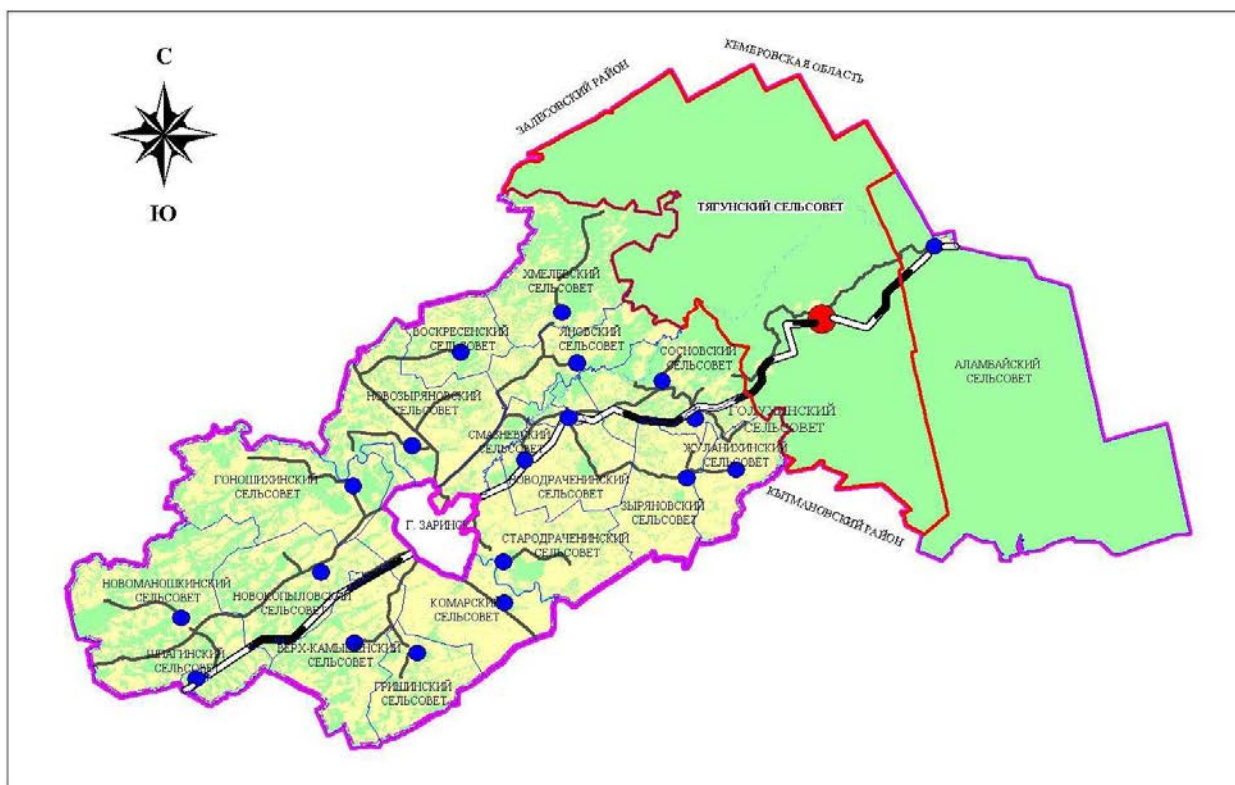 С
Ю
ЗАЛЕСОВСКИЙ РАЙОН
КЕМЕРОВСКАЯ ОБЛАСТЬ
ТЯГУНСКИЙ СЕЛЬСОВЕТ
ХМЕЛЕВСКИЙ
СЕЛЬСОВЕТ
ВОСКРЕСЕНСКИЙ
СЕЛЬСОВЕТ
ЯНОВСКИЙ
СЕЛЬСОВЕТ
СОСНОВСКИЙ
СЕЛЬСОВЕТ
АЛАМБАЙСКИЙ
СЕЛЬСОВЕТ
НОВОЗЫРЯНОВСКИЙ
СЕЛЬСОВЕТ
ГОЛУХИНСКИЙ
СЕЛЬСОВЕТ
СМАЗНЕВСКИЙ
СЕЛЬСОВЕТ
ЖУЛАНИХИНСКИЙ
СЕЛЬСОВЕТ
ГОНОШИХИНСКИЙ
СЕЛЬСОВЕТ
НОВОДРАЧЕНИНСКИЙ
СЕЛЬСОВЕТ
ЗЫРЯНОВСКИЙ
СЕЛЬСОВЕТ
КЫТМАНОВСКИЙ РАЙОН
Г. ЗАРИНСК
СТАРОДРАЧЕНИНСКИЙ
СЕЛЬСОВЕТ
НОВОМАНОШКИНСКИЙ
СЕЛЬСОВЕТ
НОВОКОПЫЛОВСКИЙ
СЕЛЬСОВЕТ
КОМАРСКИЙ
СЕЛЬСОВЕТ
ШПАГИНСКИЙ
СЕЛЬСОВЕТ
ВЕРХ-КАМЫШЕНСКИЙ
СЕЛЬСОВЕТ
ГРИШИНСКИЙ
СЕЛЬСОВЕТ